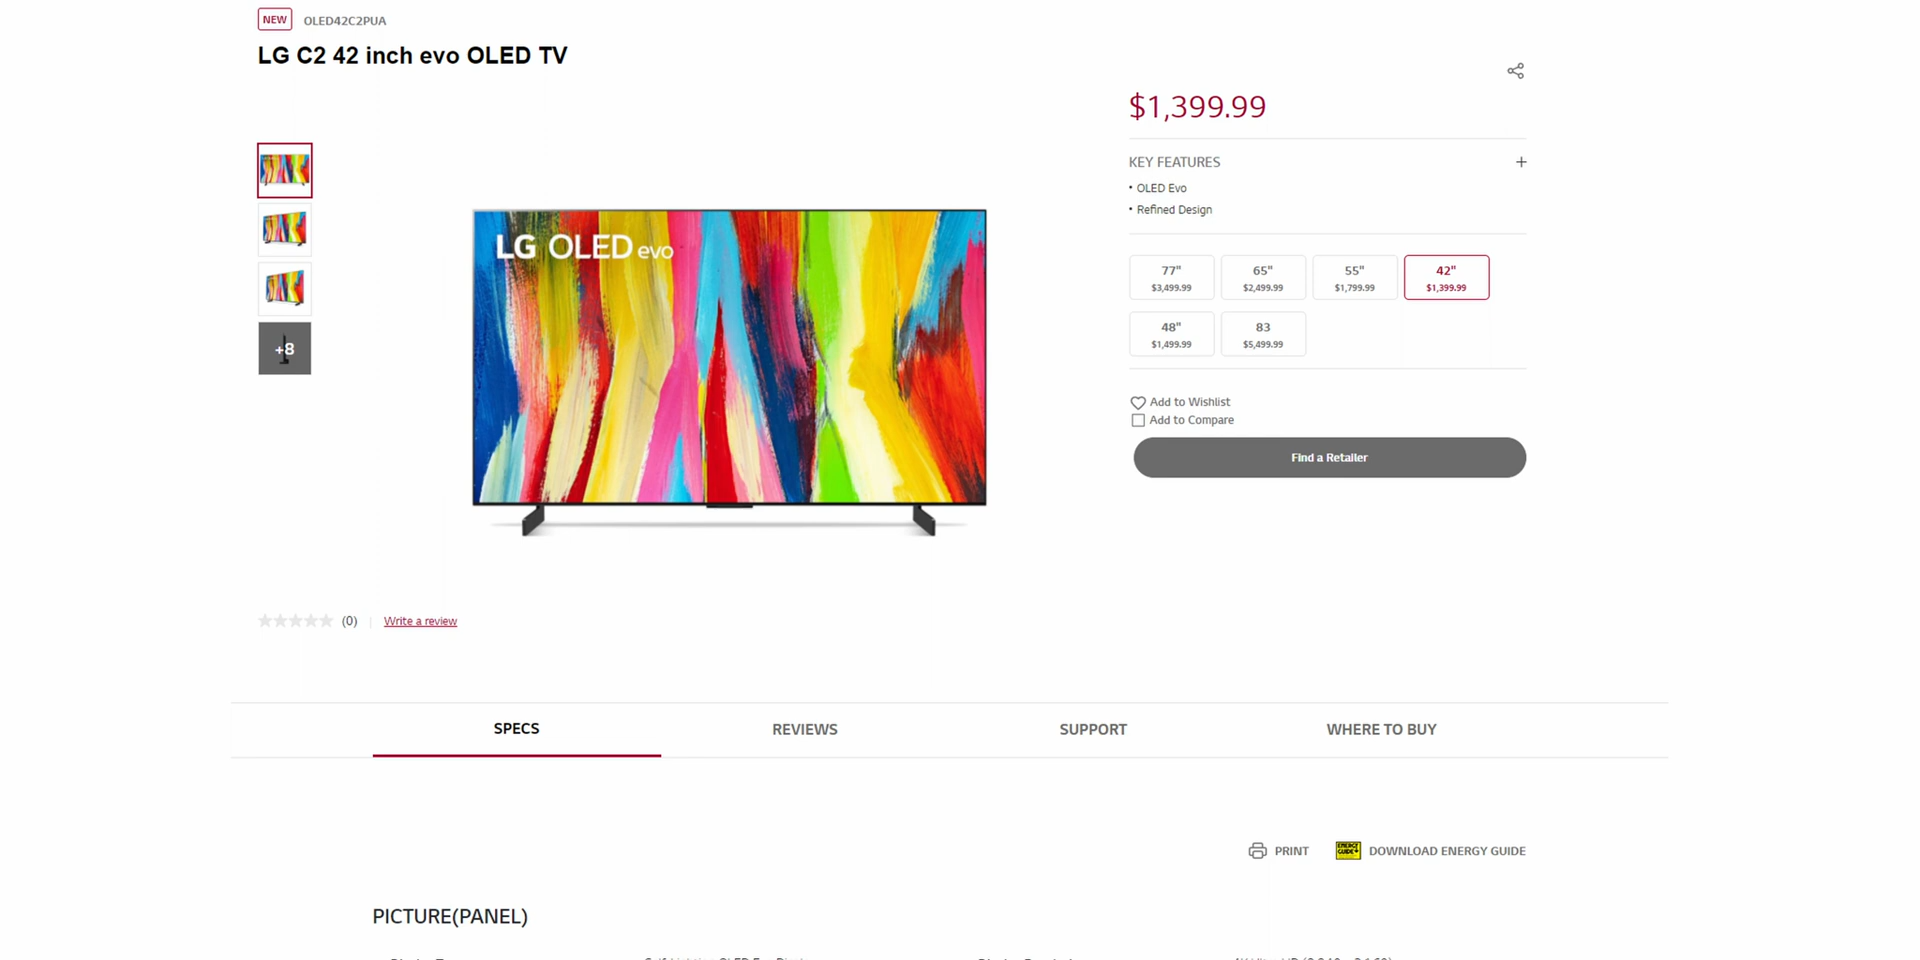 NEW OLED42C2PUA
LG C2 42 inch evo OLED TV
$1,399.99
KEY FEATURES +
• OLED Evo
• Refined Design
77"
$3,499.99
65"
$2,499.99
55"
$1,799.99
42"
$1,399.99
48"
$1,499.99
83
$5,499.99
Add to Wishlist
Add to Compare
Find a Retailer
LG OLED evo
+8
(0) | Write a review
SPECS REVIEWS SUPPORT WHERE TO BUY
PRINT ENERGY GUIDE DOWNLOAD ENERGY GUIDE
PICTURE(PANEL)